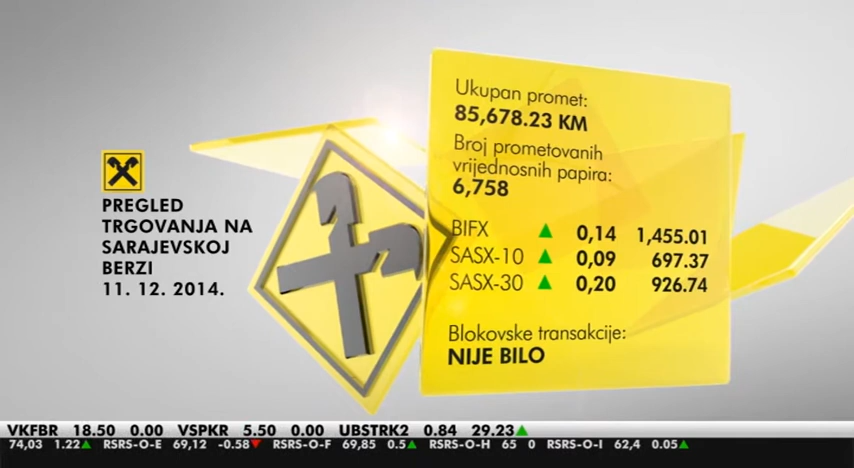 PREGLED
TRGOVANJA NA
SARAJEVSKOJ
BERZI
11. 12. 2014.
Ukupan promet:
85,678.23 KM
Broj prometovanih
vrijednosnih papira:
6,758
BIFX ▲ 0,14 1,455.01
SASX-10 ▲ 0,09 697.37
SASX-30 ▲ 0,20 926.74
Blokovske transakcije:
NIJE BILO
VKFBR 18.50 0.00 VSPKR 5.50 0.00 UBSTRK2 0.84 29.23▲
74,03 1.22▲ RSRS-O-E 69,12 -0.58▼ RSRS-O-F 69,85 0.5▲ RSRS-O-H 65 0 RSRS-O-I 62,4 0.05▲